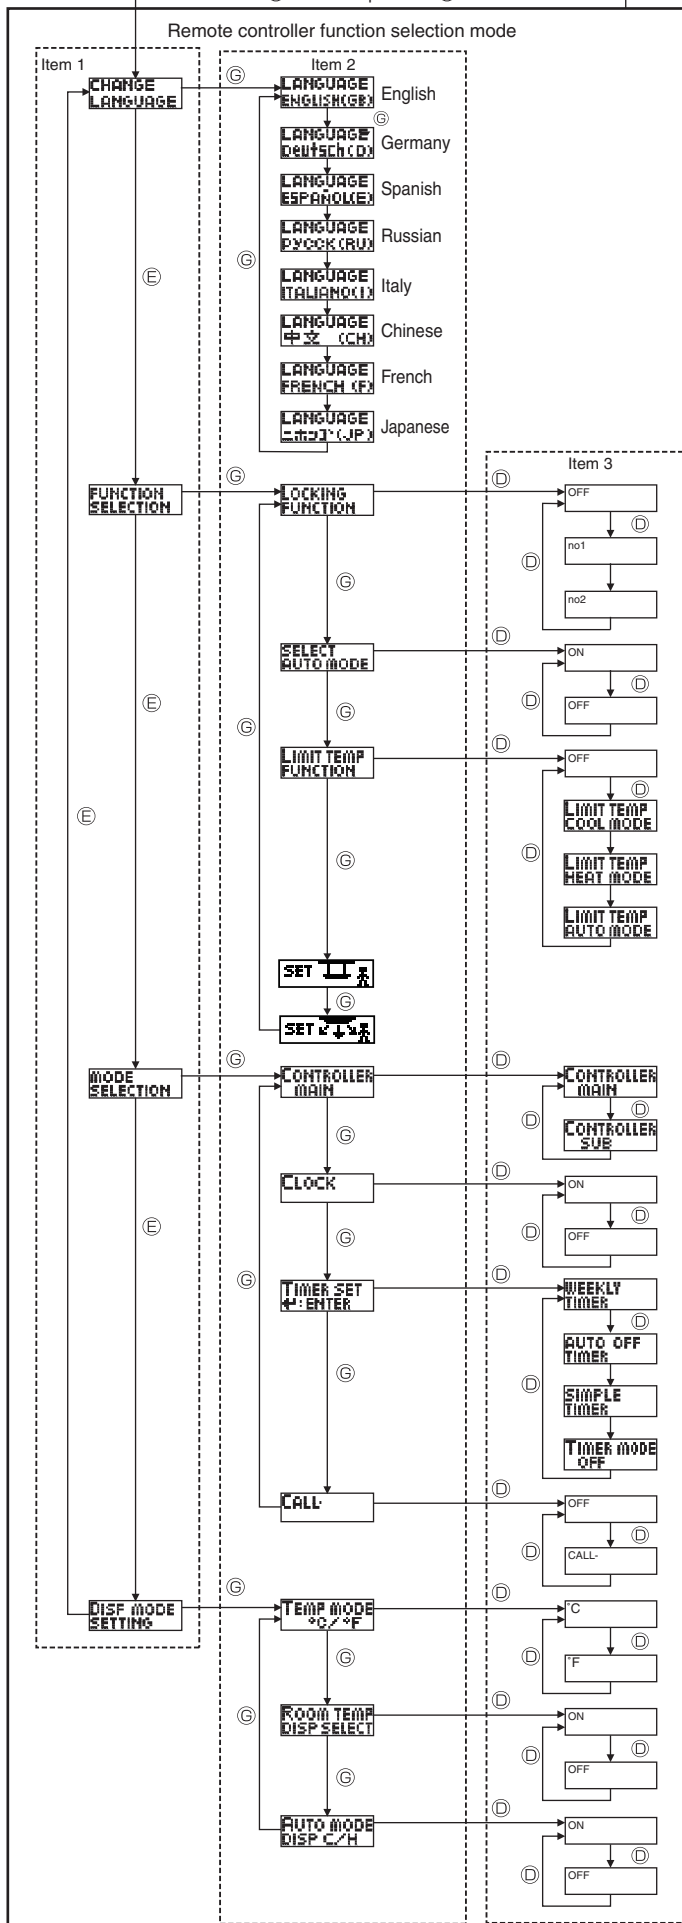 Remote controller function selection mode
Item 1
Item 2
CHANGE
LANGUAGE
Ⓖ
LANGUAGE
ENGLISH(GB)
English
Ⓖ
LANGUAGE
Deutsch(D)
Germany
LANGUAGE
ESPAÑOL(E)
Spanish
LANGUAGE
РУССК(RU)
Russian
Ⓖ
Ⓔ
LANGUAGE
ITALIANO(I)
Italy
LANGUAGE
中文 (CH)
Chinese
LANGUAGE
FRENCH (F)
French
LANGUAGE
ニホンゴ(JP)
Japanese
Item 3
FUNCTION
SELECTION
Ⓖ
LOCKING
FUNCTION
Ⓓ
OFF
Ⓓ
no1
Ⓓ
no2
Ⓖ
SELECT
AUTO MODE
Ⓓ
ON
Ⓓ
Ⓓ
OFF
Ⓔ
Ⓖ
Ⓖ
LIMIT TEMP
FUNCTION
Ⓓ
OFF
Ⓓ
LIMIT TEMP
COOL MODE
Ⓔ
Ⓓ
LIMIT TEMP
HEAT MODE
Ⓖ
LIMIT TEMP
AUTO MODE
SET
Ⓖ
SET
MODE
SELECTION
Ⓖ
CONTROLLER
MAIN
Ⓓ
CONTROLLER
MAIN
Ⓓ
Ⓓ
CONTROLLER
SUB
Ⓖ
CLOCK
Ⓓ
ON
Ⓓ
Ⓓ
OFF
Ⓔ
Ⓖ
Ⓖ
TIMER SET
↵:ENTER
Ⓓ
WEEKLY
TIMER
Ⓓ
AUTO OFF
TIMER
Ⓓ
SIMPLE
TIMER
Ⓖ
TIMER MODE
OFF
CALL-
Ⓓ
OFF
Ⓓ
Ⓓ
CALL-
DISP MODE
SETTING
Ⓖ
TEMP MODE
°C/°F
Ⓓ
°C
Ⓓ
Ⓓ
°F
Ⓖ
Ⓖ
ROOM TEMP
DISP SELECT
Ⓓ
ON
Ⓓ
Ⓓ
OFF
Ⓖ
AUTO MODE
DISP C/H
Ⓓ
ON
Ⓓ
Ⓓ
OFF